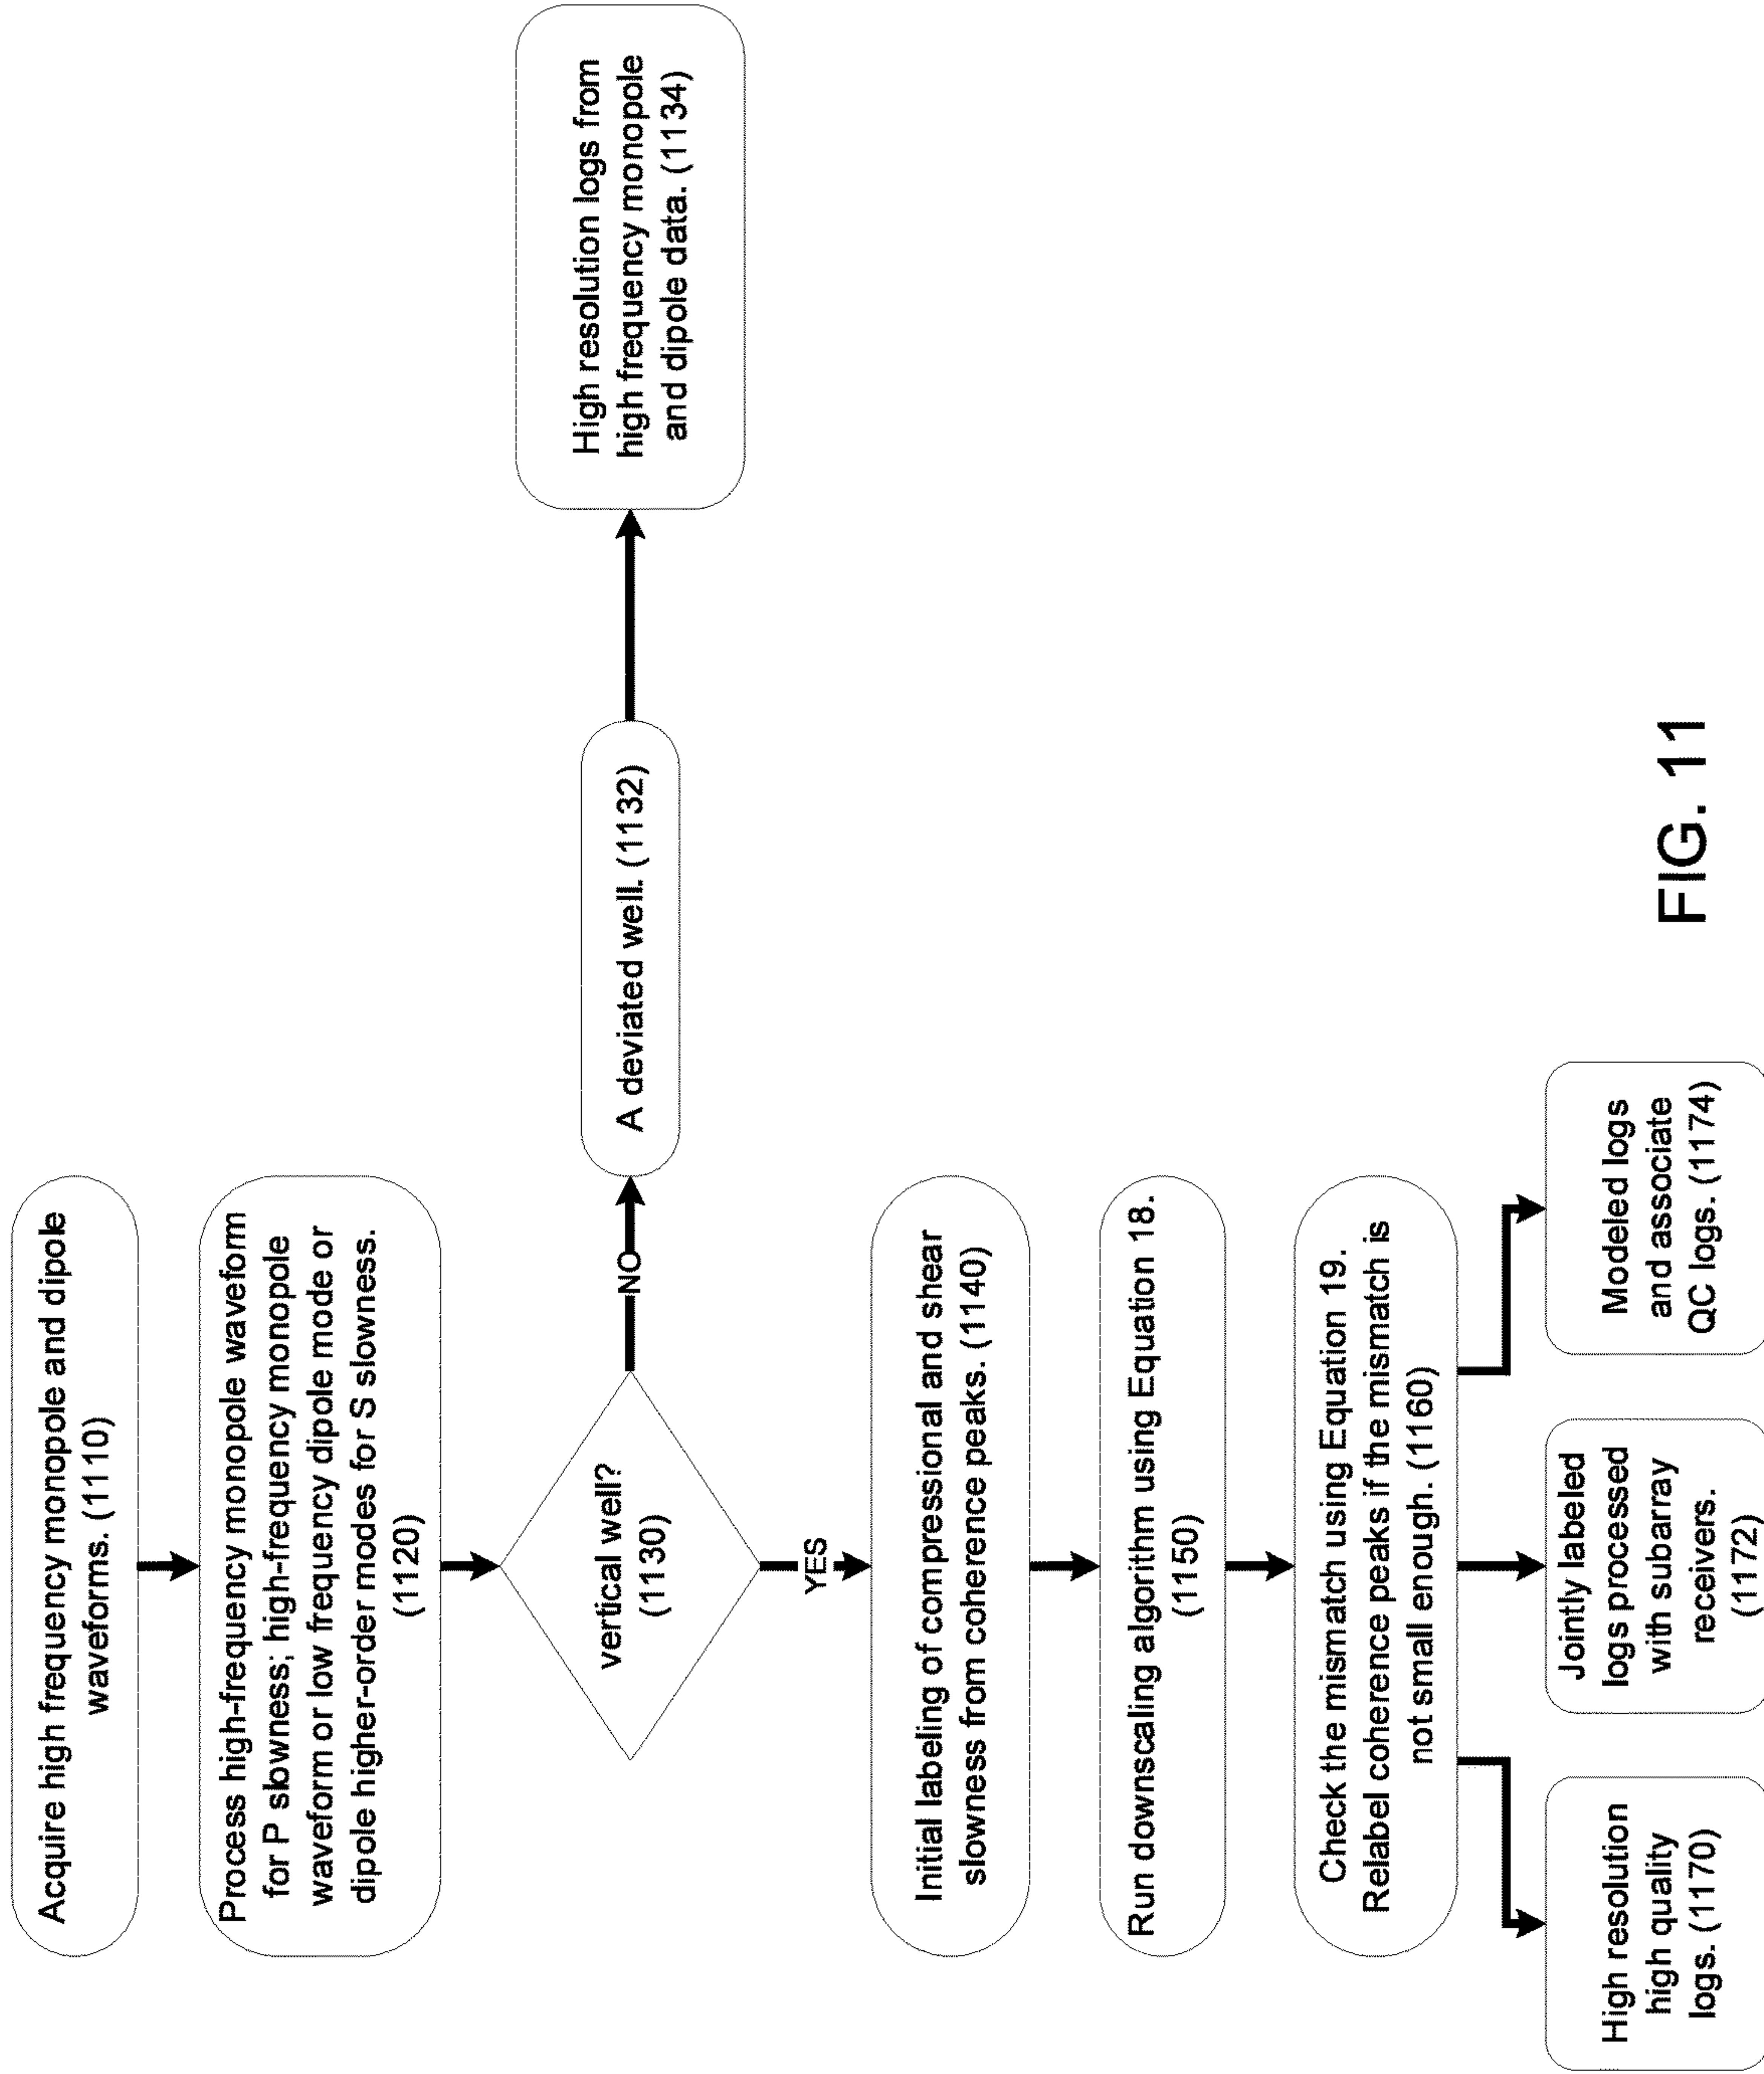 Acquire high frequency monopole and dipole
waveforms. (1110)
Process high-frequency monopole waveform
for P slowness; high-frequency monopole
waveform or low frequency dipole mode or
dipole higher-order modes for S slowness.
(1120)
vertical well?
(1130)
NO
A deviated well. (1132)
High resolution logs from
high frequency monopole
and dipole data. (1134)
YES
Initial labeling of compressional and shear
slowness from coherence peaks. (1140)
Run downscaling algorithm using Equation 18.
(1150)
Check the mismatch using Equation 19.
Relabel coherence peaks if the mismatch is
not small enough. (1160)
High resolution
high quality
logs. (1170)
Jointly labeled
logs processed
with subarray
receivers.
(1172)
Modeled logs
and associate
QC logs. (1174)
FIG. 11